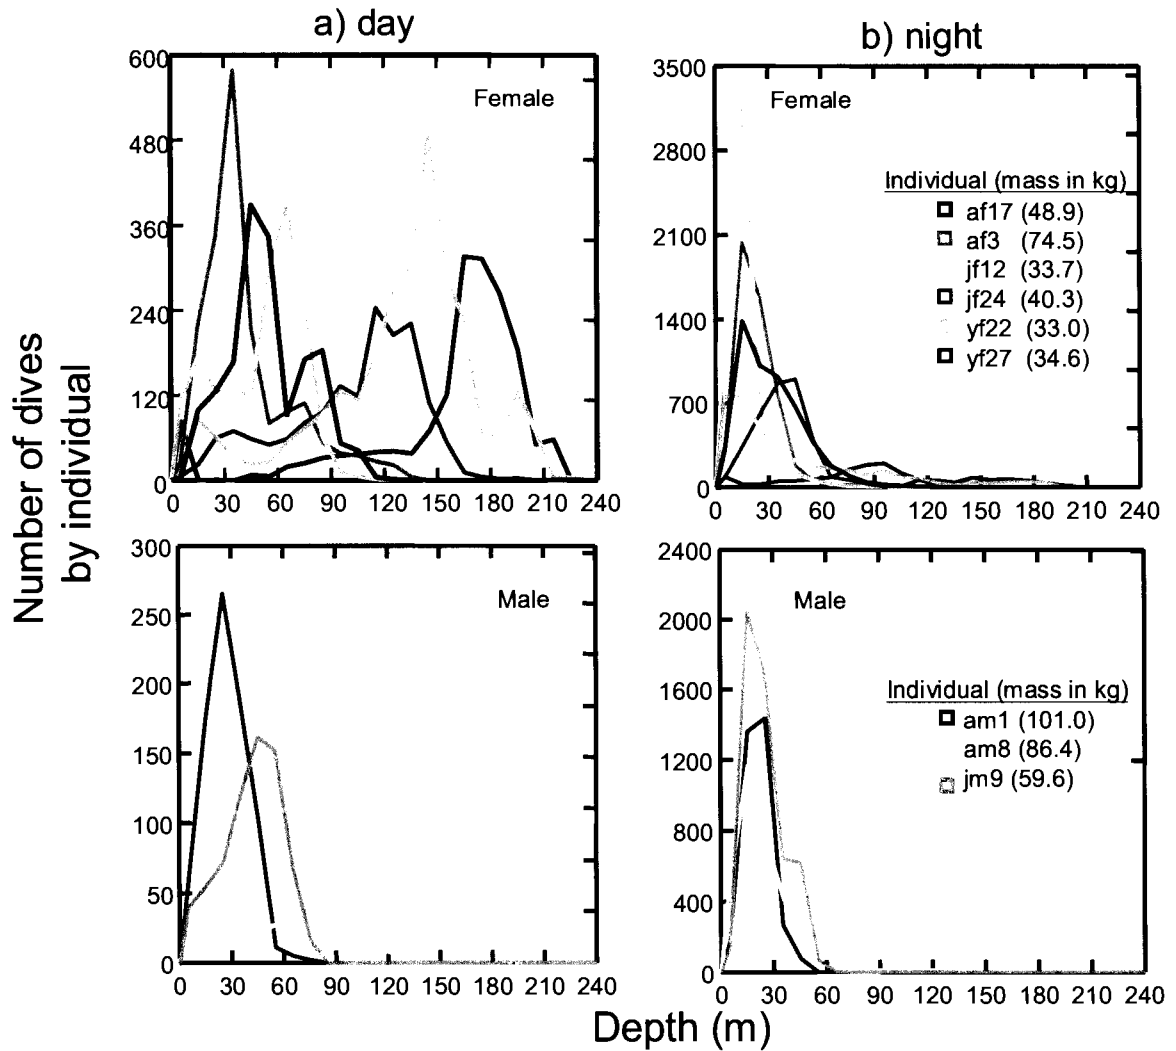 a) day
b) night
Number of dives
by individual
600
480
360
240
120
0
0 30 60 90 120 150 180 210 240
Female
3500
2800
2100
1400
700
0
0 30 60 90 120 150 180 210 240
Female
Individual (mass in kg)
af17 (48.9)
af3 (74.5)
jf12 (33.7)
jf24 (40.3)
yf22 (33.0)
yf27 (34.6)
300
250
200
150
100
50
0
0 30 60 90 120 150 180 210 240
Male
2400
2000
1600
1200
800
400
0
0 30 60 90 120 150 180 210 240
Male
Individual (mass in kg)
am1 (101.0)
am8 (86.4)
jm9 (59.6)
Depth (m)